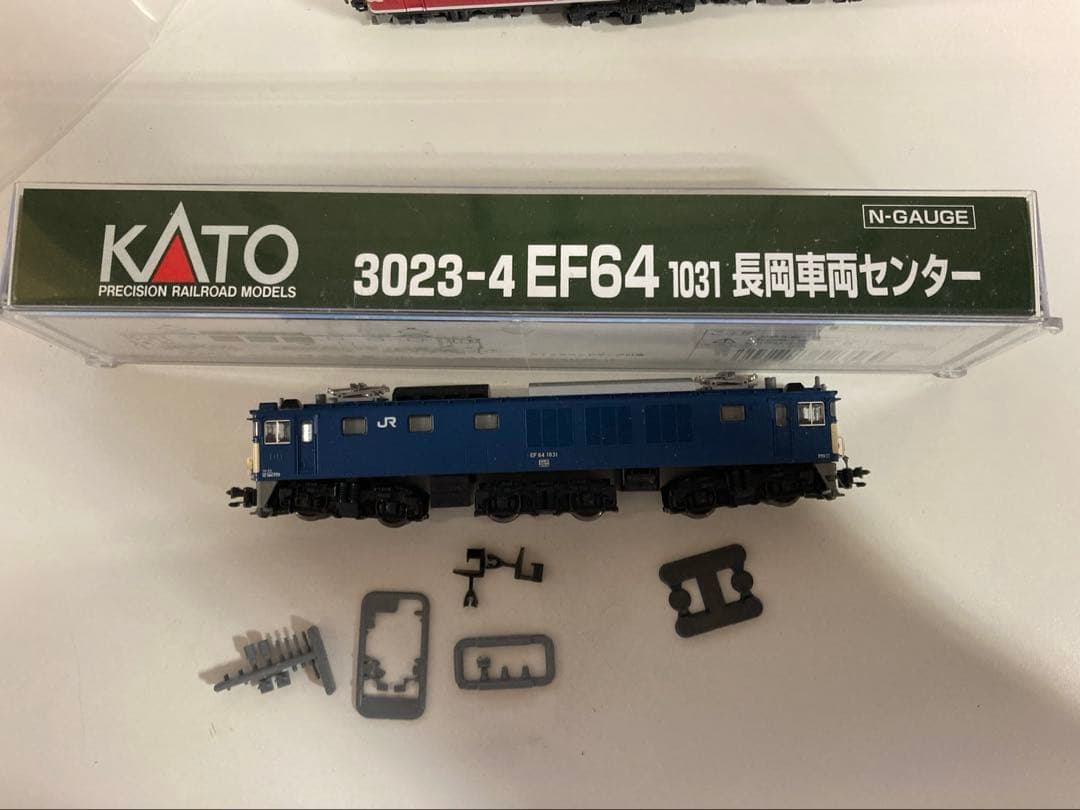 N-GAUGE
KATO
PRECISION RAILROAD MODELS
3023-4 EF64 1031 長岡車両センター
JR
EF64 1031